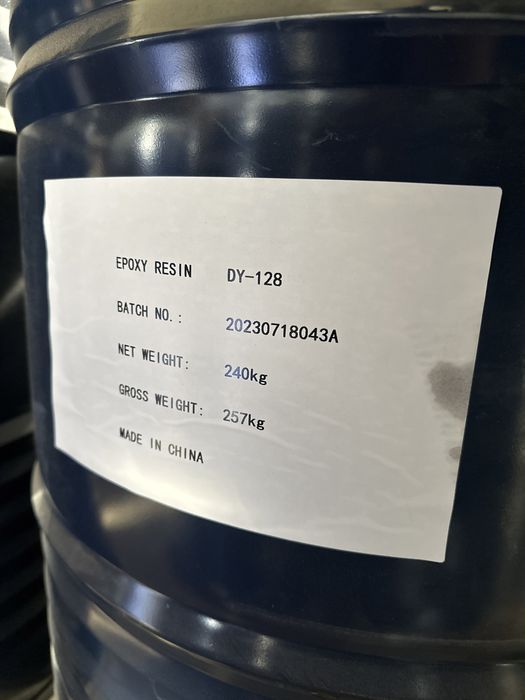 EPOXY RESIN DY-128
BATCH NO.: 20230718043A
NET WEIGHT: 240kg
GROSS WEIGHT: 257kg
MADE IN CHINA